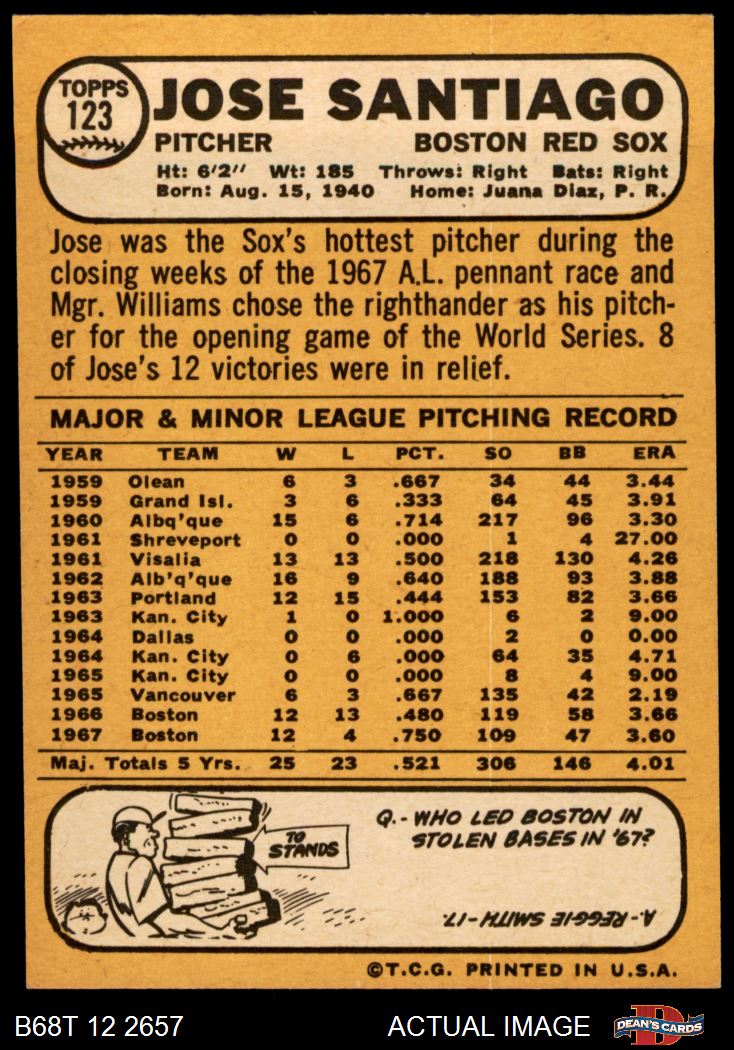 TOPPS
123
JOSE SANTIAGO
PITCHER BOSTON RED SOX
Ht: 6'2" Wt: 185 Throws: Right Bats: Right
Born: Aug. 15, 1940 Home: Juana Diaz, P. R.
Jose was the Sox's hottest pitcher during the
closing weeks of the 1967 A.L. pennant race and
Mgr. Williams chose the righthander as his pitch-
er for the opening game of the World Series. 8
of Jose's 12 victories were in relief.
MAJOR & MINOR LEAGUE PITCHING RECORD
YEAR TEAM W L PCT. SO BB ERA
1959 Olean 6 3 .667 34 44 3.44
1959 Grand Isl. 3 6 .333 64 45 3.91
1960 Albq'que 15 6 .714 217 96 3.30
1961 Shreveport 0 0 .000 1 4 27.00
1961 Visalia 13 13 .500 218 130 4.26
1962 Alb'q'que 16 9 .640 188 93 3.88
1963 Portland 12 15 .444 153 82 3.66
1963 Kan. City 1 0 1.000 6 2 9.00
1964 Dallas 0 0 .000 2 0 0.00
1964 Kan. City 0 6 .000 64 35 4.71
1965 Kan. City 0 0 .000 8 4 9.00
1965 Vancouver 6 3 .667 135 42 2.19
1966 Boston 12 13 .480 119 58 3.66
1967 Boston 12 4 .750 109 47 3.60
Maj. Totals 5 Yrs. 25 23 .521 306 146 4.01
TO
STANDS
Q.- WHO LED BOSTON IN
STOLEN BASES IN '67?
A- REGGIE SMITH-17.
©T.C.G. PRINTED IN U.S.A.
B68T 12 2657 ACTUAL IMAGE
D
DEAN'S CARDS